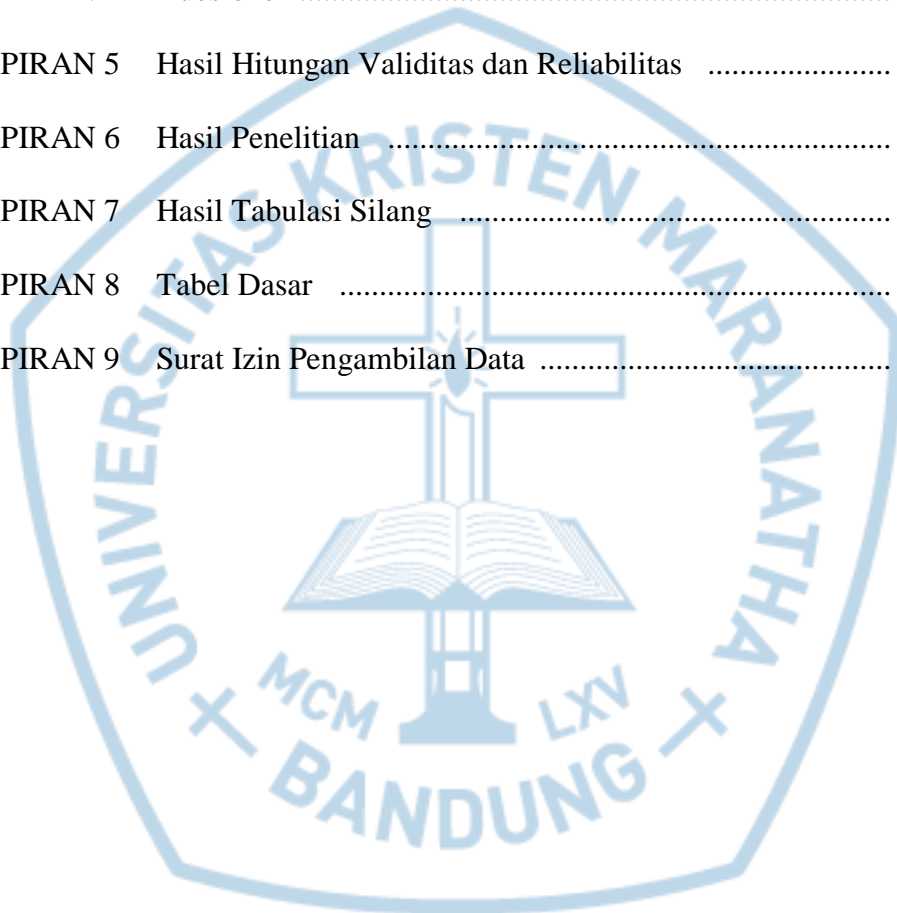 PIRAN 5 Hasil Hitungan Validitas dan Reliabilitas .......................
PIRAN 6 Hasil Penelitian ...............................................................
PIRAN 7 Hasil Tabulasi Silang ......................................................
PIRAN 8 Tabel Dasar .....................................................................
PIRAN 9 Surat Izin Pengambilan Data ............................................
UNIVERSITAS KRISTEN MARANATHA
MCM LXV
BANDUNG